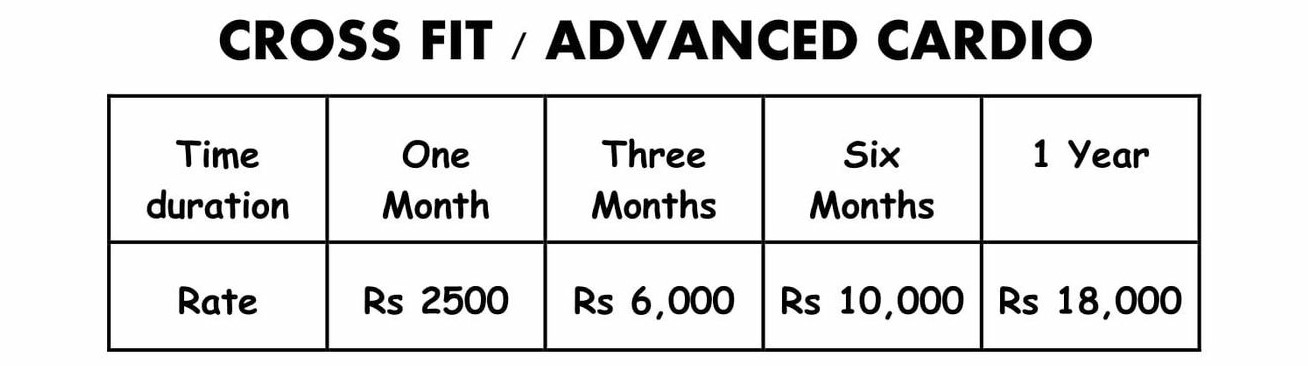 CROSS FIT / ADVANCED CARDIO
Time duration One Month Three Months Six Months 1 Year
Rate Rs 2500 Rs 6,000 Rs 10,000 Rs 18,000